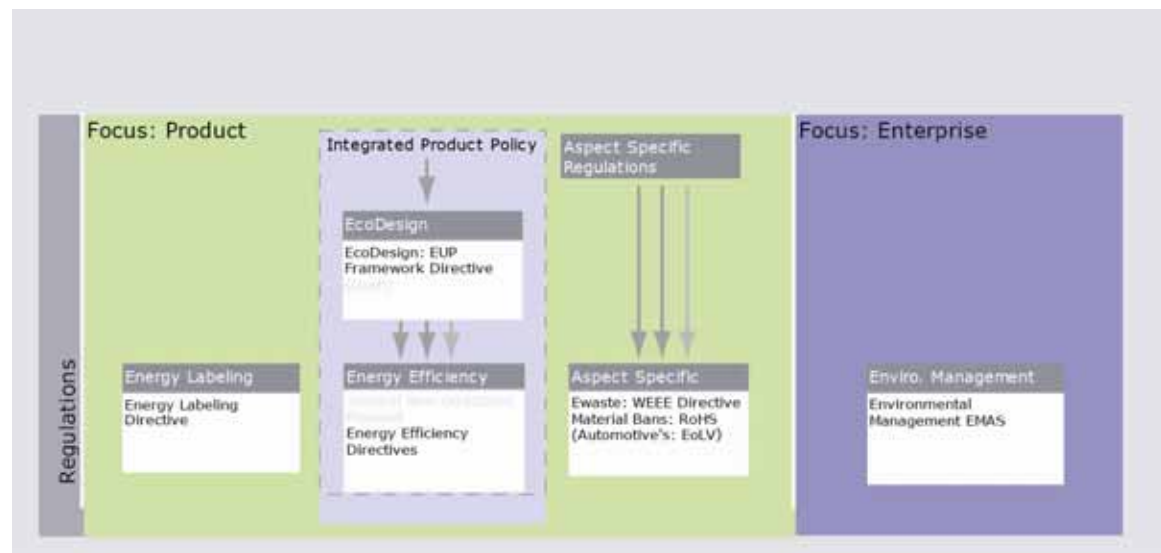 Focus: Product
Integrated Product Policy
Aspect Specific
Regulations
Focus: Enterprise
EcoDesign
EcoDesign: EUP
Framework Directive
Energy Labeling
Energy Labeling
Directive
Energy Efficiency
Energy Efficiency
Directives
Aspect Specific
Ewaste: WEEE Directive
Material Bans: RoHS
(Automotive's: EoLV)
Enviro. Management
Environmental
Management EMAS
Regulations